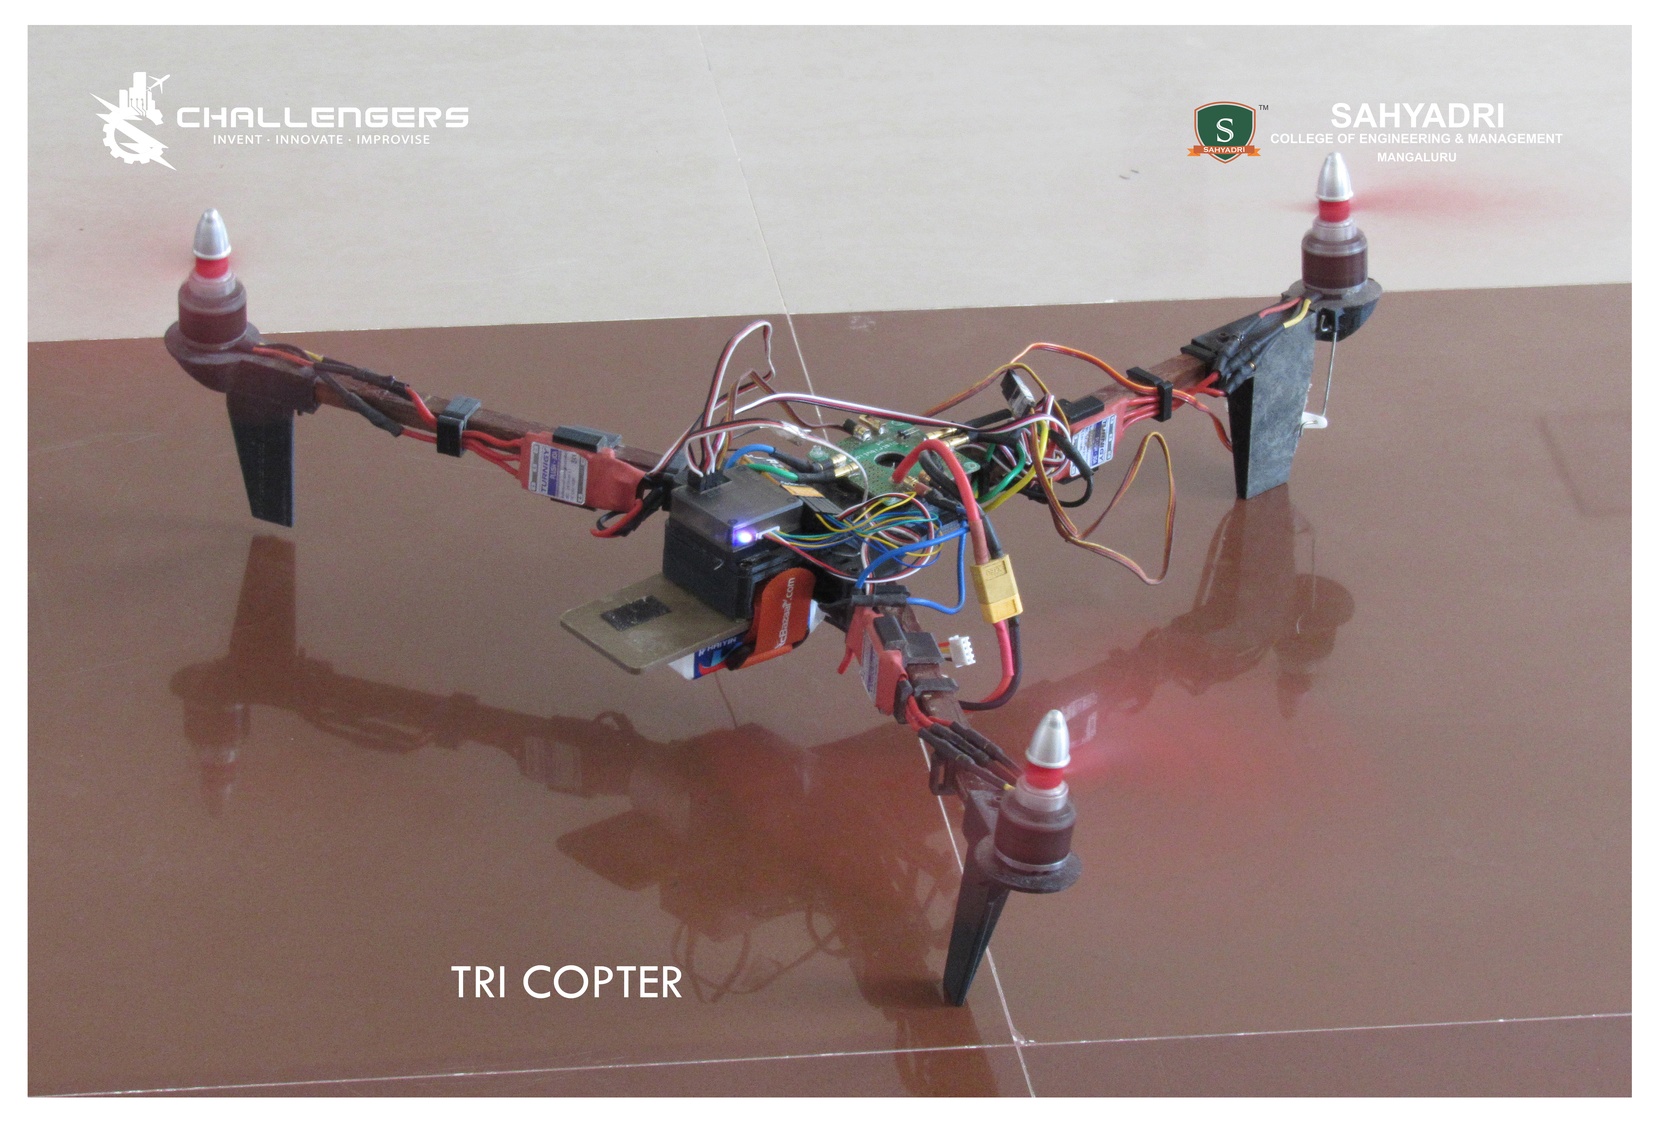 CHALLENGERS
INVENT · INNOVATE · IMPROVISE
S
SAHYADRI
TM
SAHYADRI
COLLEGE OF ENGINEERING & MANAGEMENT
MANGALURU
TURNIGY
TRI COPTER